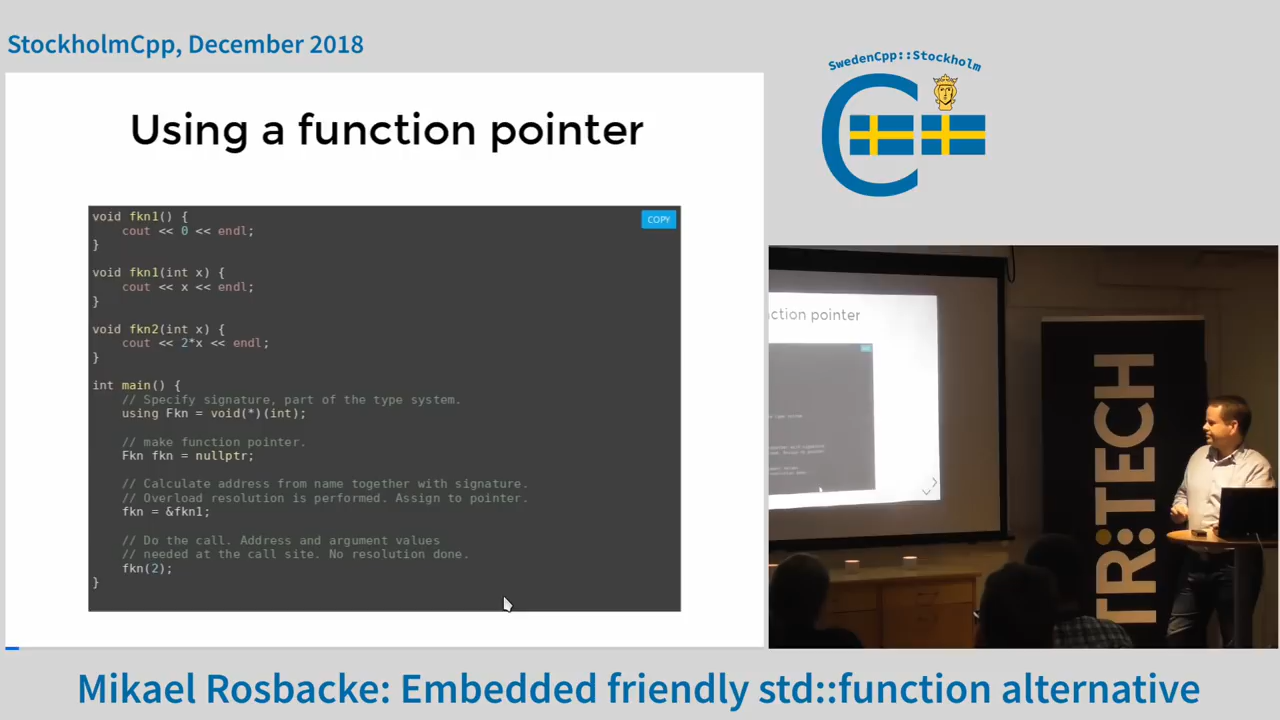 StockholmCpp, December 2018
SwedenCpp::Stockholm
Using a function pointer
COPY
void fkn1() {
    cout << 0 << endl;
}
void fkn1(int x) {
    cout << x << endl;
}
void fkn2(int x) {
    cout << 2*x << endl;
}
int main() {
    // Specify signature, part of the type system.
    using Fkn = void(*)(int);
    // make function pointer.
    Fkn fkn = nullptr;
    // Calculate address from name together with signature.
    // Overload resolution is performed. Assign to pointer.
    fkn = &fkn1;
    // Do the call. Address and argument values
    // needed at the call site. No resolution done.
    fkn(2);
}
ction pointer
TR:TECH
Mikael Rosbacke: Embedded friendly std::function alternative